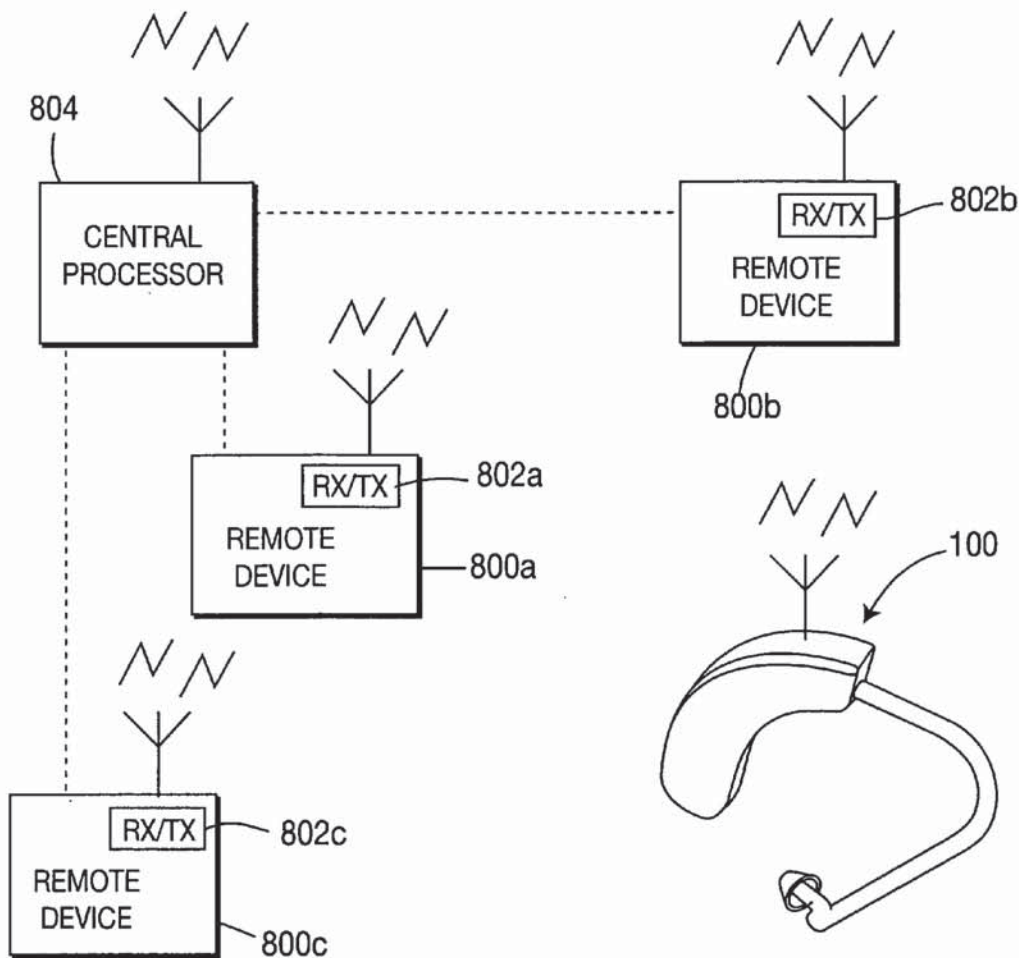 804
CENTRAL
PROCESSOR
RX/TX
802b
REMOTE
DEVICE
800b
RX/TX
802a
REMOTE
DEVICE
800a
100
RX/TX
802c
REMOTE
DEVICE
800c